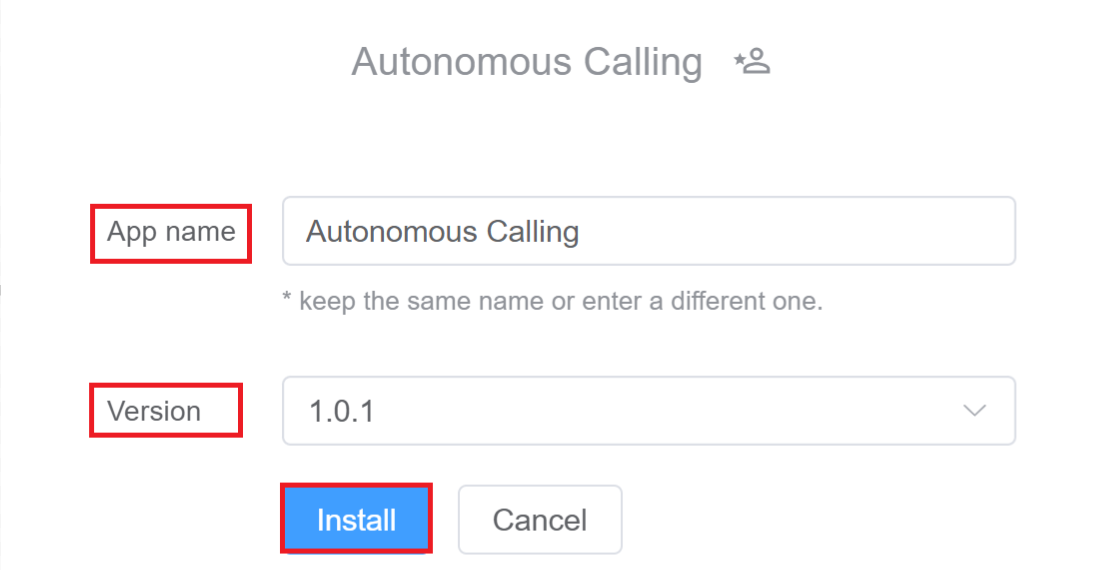 Autonomous Calling
App name
Autonomous Calling
* keep the same name or enter a different one.
Version
1.0.1
Install
Cancel